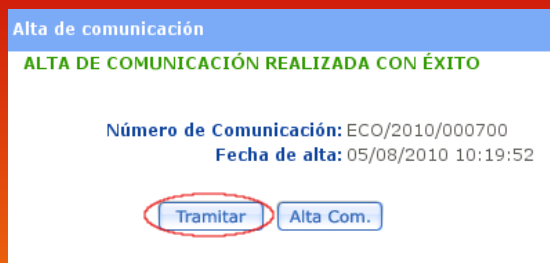 Alta de comunicación
ALTA DE COMUNICACIÓN REALIZADA CON ÉXITO
Número de Comunicación: ECO/2010/000700
Fecha de alta: 05/08/2010 10:19:52
Tramitar Alta Com.